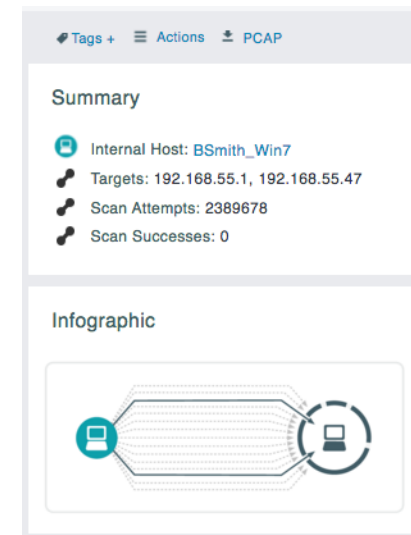 Tags + Actions PCAP
Summary
Internal Host: BSmith_Win7
Targets: 192.168.55.1, 192.168.55.47
Scan Attempts: 2389678
Scan Successes: 0
Infographic